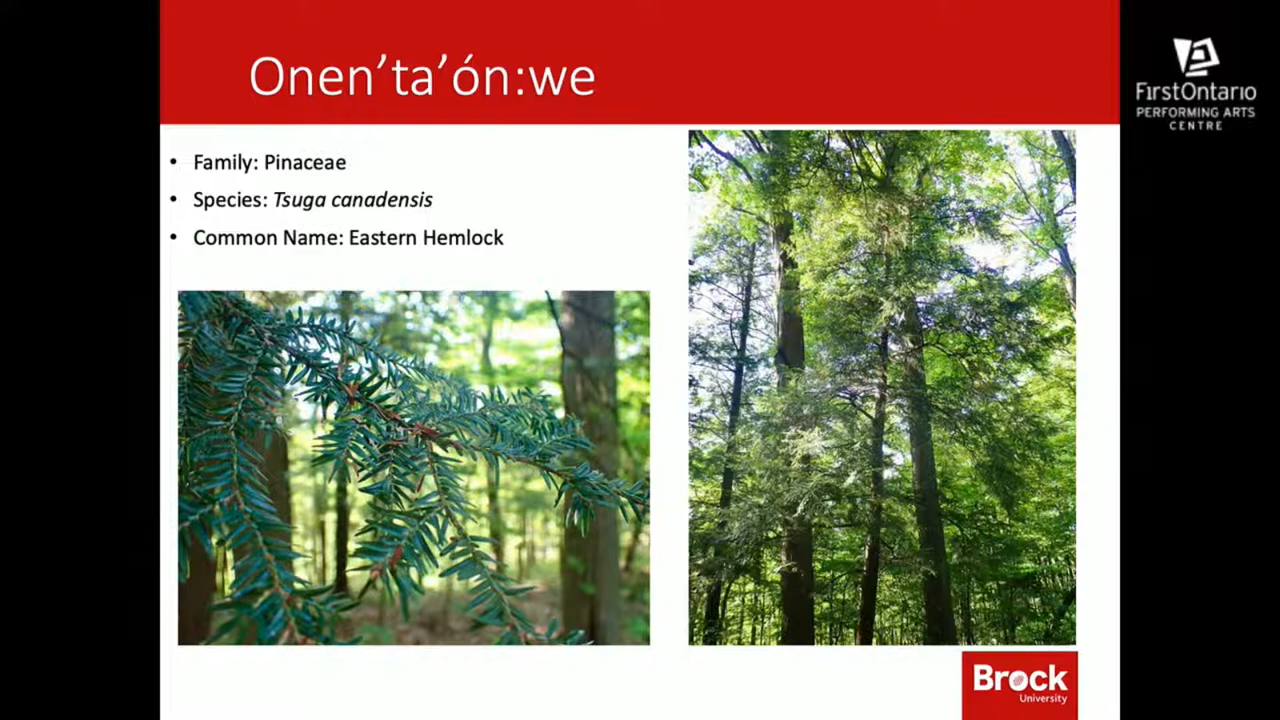 Onen’ta’ón:we
• Family: Pinaceae
• Species: Tsuga canadensis
• Common Name: Eastern Hemlock
FirstOntario
PERFORMING ARTS
CENTRE
Brock
University